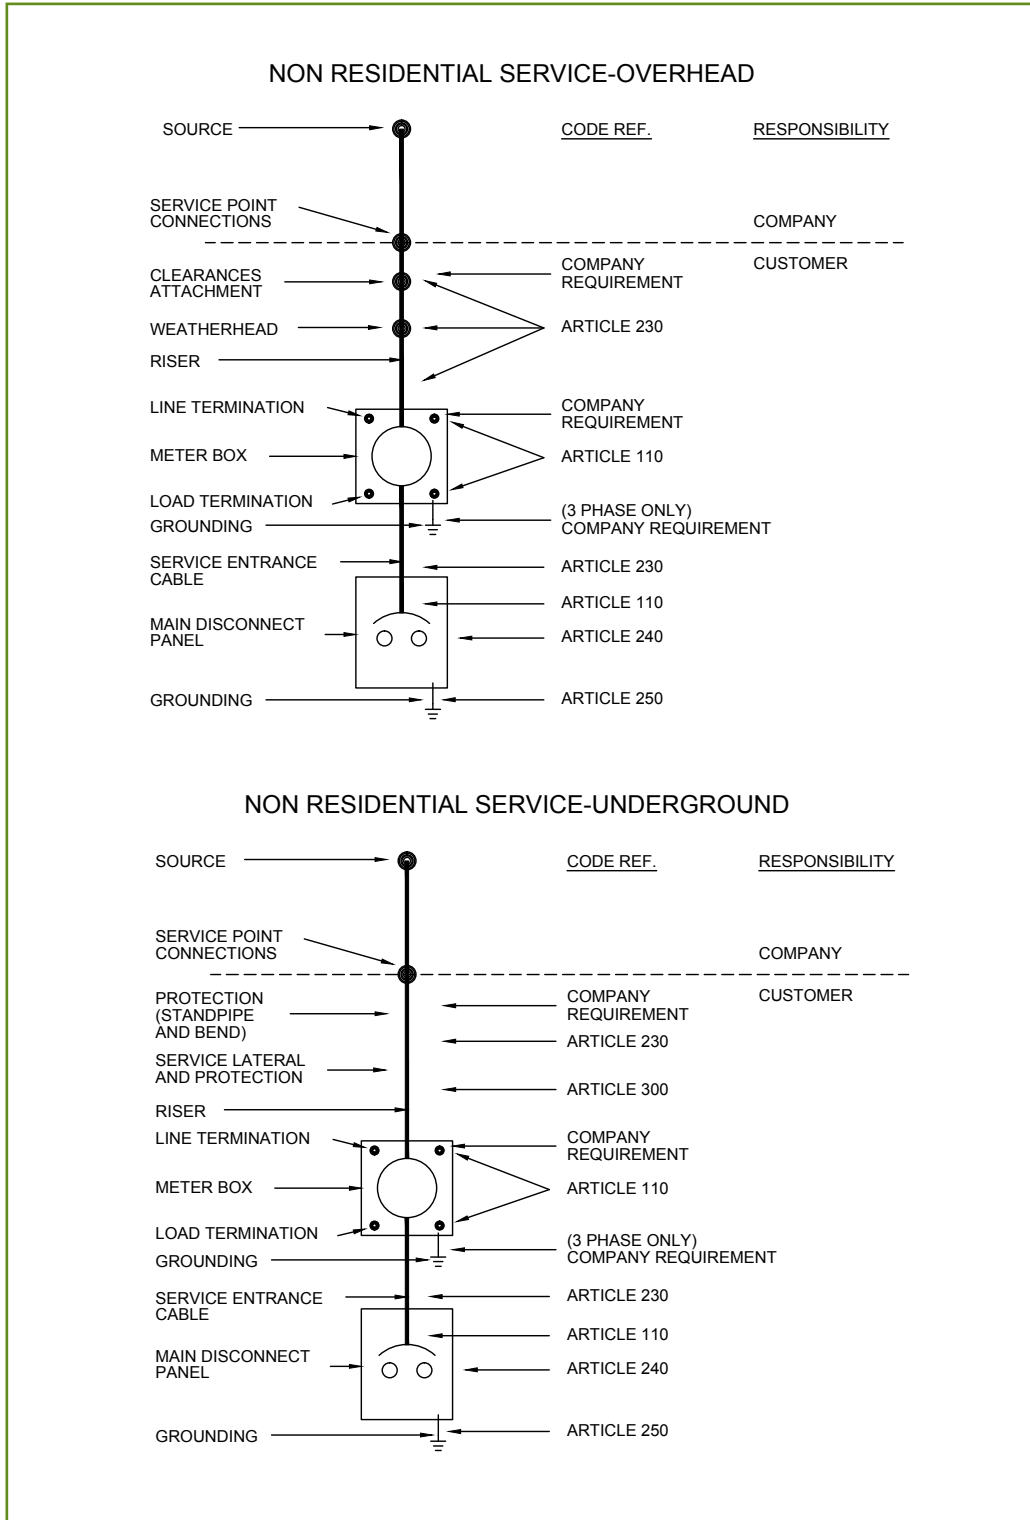 NON RESIDENTIAL SERVICE-OVERHEAD
SOURCE
CODE REF.
RESPONSIBILITY
SERVICE POINT
CONNECTIONS
COMPANY
CLEARANCES
ATTACHMENT
COMPANY
REQUIREMENT
CUSTOMER
WEATHERHEAD
ARTICLE 230
RISER
LINE TERMINATION
COMPANY
REQUIREMENT
METER BOX
ARTICLE 110
LOAD TERMINATION
GROUNDING
(3 PHASE ONLY)
COMPANY REQUIREMENT
SERVICE ENTRANCE
CABLE
ARTICLE 230
ARTICLE 110
MAIN DISCONNECT
PANEL
ARTICLE 240
GROUNDING
ARTICLE 250
NON RESIDENTIAL SERVICE-UNDERGROUND
SOURCE
CODE REF.
RESPONSIBILITY
SERVICE POINT
CONNECTIONS
COMPANY
PROTECTION
(STANDPIPE
AND BEND)
COMPANY
REQUIREMENT
CUSTOMER
ARTICLE 230
SERVICE LATERAL
AND PROTECTION
ARTICLE 300
RISER
LINE TERMINATION
COMPANY
REQUIREMENT
METER BOX
ARTICLE 110
LOAD TERMINATION
GROUNDING
(3 PHASE ONLY)
COMPANY REQUIREMENT
SERVICE ENTRANCE
CABLE
ARTICLE 230
ARTICLE 110
MAIN DISCONNECT
PANEL
ARTICLE 240
GROUNDING
ARTICLE 250